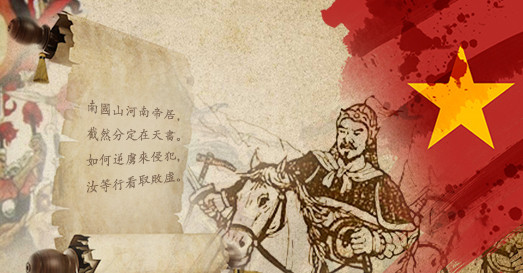 南國山河南帝居，
截然分定在天書。
如何逆虜來侵犯，
汝等行看取敗虛。